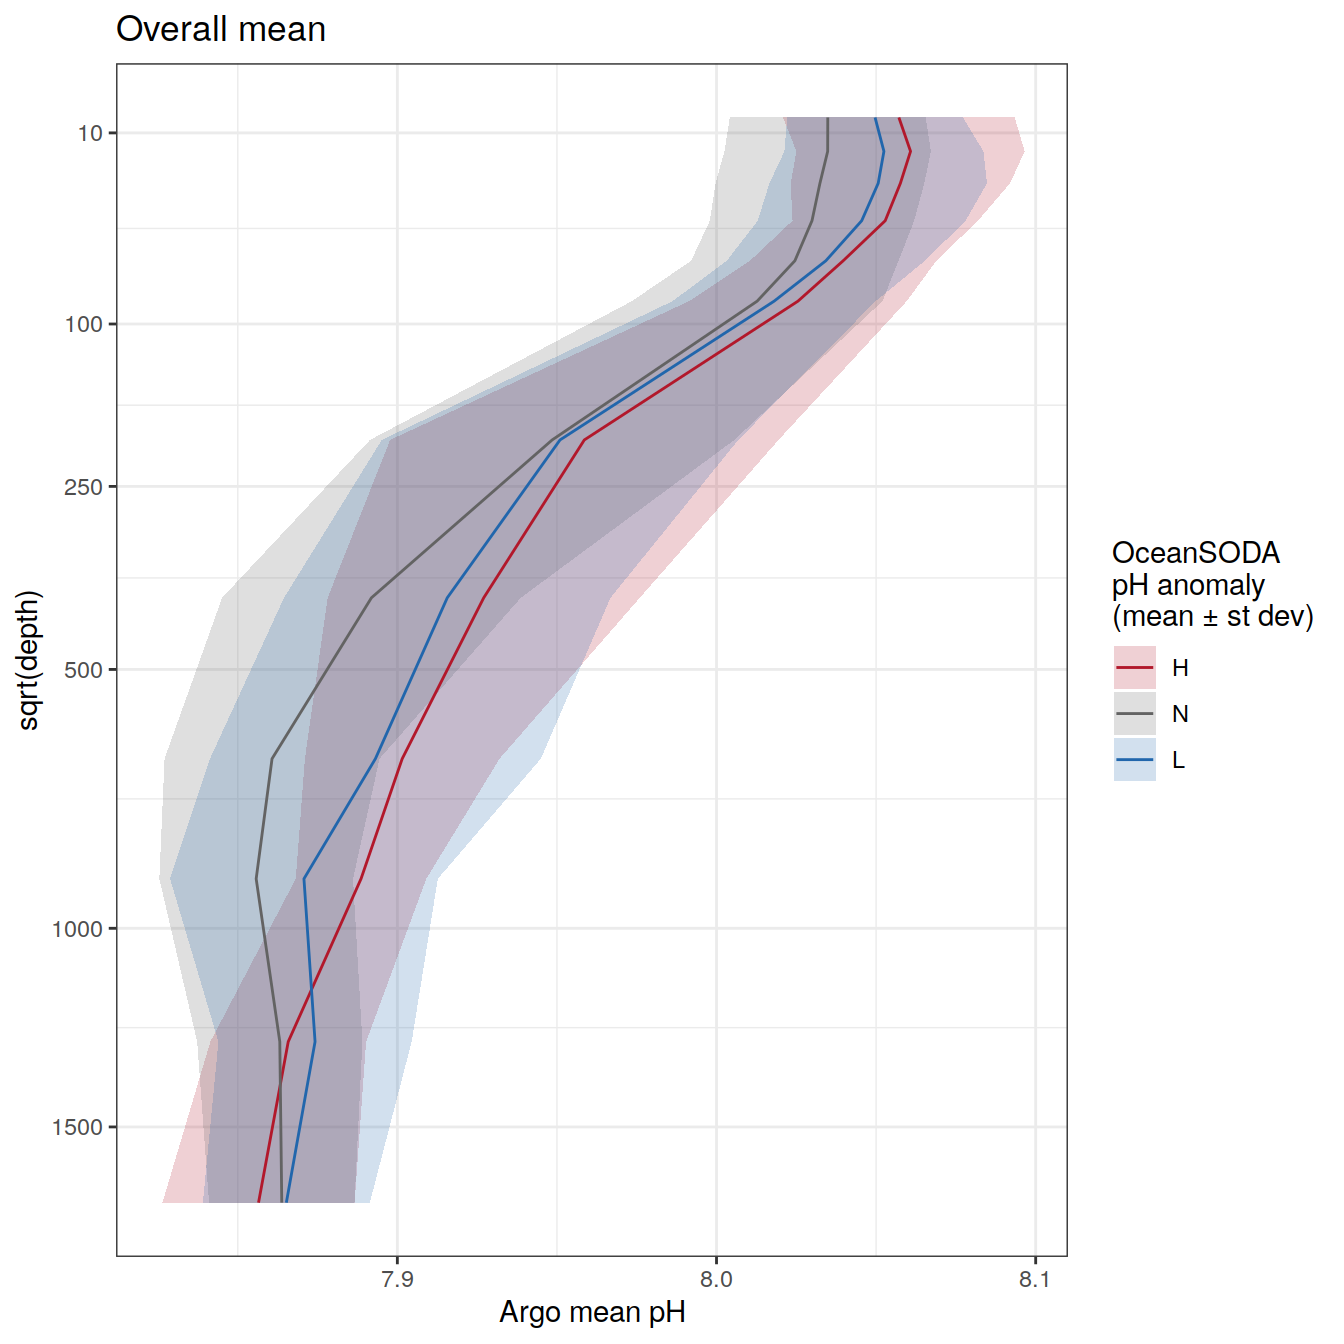 Overall mean
10
100
250
500
1000
1500
sqrt(depth)
7.9
8.0
8.1
Argo mean pH
OceanSODA
pH anomaly
(mean ± st dev)
H
N
L